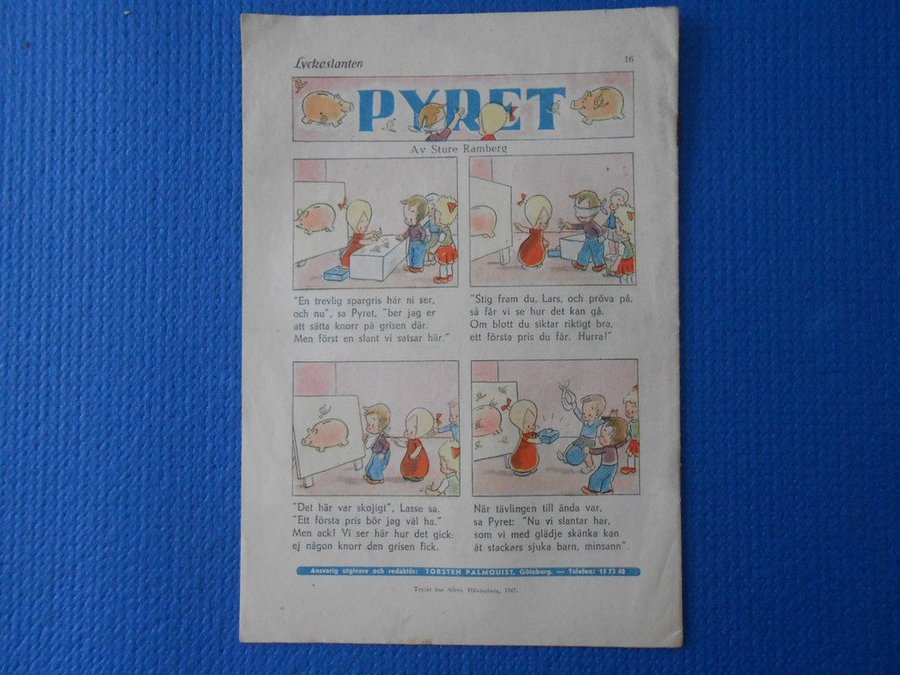 Lyckoslanten
16
PYRET
Av Sture Ramberg
"En trevlig spargris här ni ser,
och nu", sa Pyret, "ber jag er
att sätta knorr på grisen där.
Men först en slant vi satsar här."
"Stig fram du, Lars, och pröva på,
så får vi se hur det kan gå.
Om blott du siktar riktigt bra,
ett första pris du får. Hurra!"
"Det här var skojigt", Lasse sa.
"Ett första pris bör jag väl ha."
Men ack! Vi ser här hur det gick:
ej någon knorr den grisen fick.
När tävlingen till ända var,
sa Pyret: "Nu vi slantar har,
som vi med glädje skänka kan
åt stackars sjuka barn, minsann".
Ansvarig utgivare och redaktör: TORSTEN PALMQUIST, Göteborg. — Telefon: 15 73 60
Tryckt hos Allers, Hälsingborg, 1947.